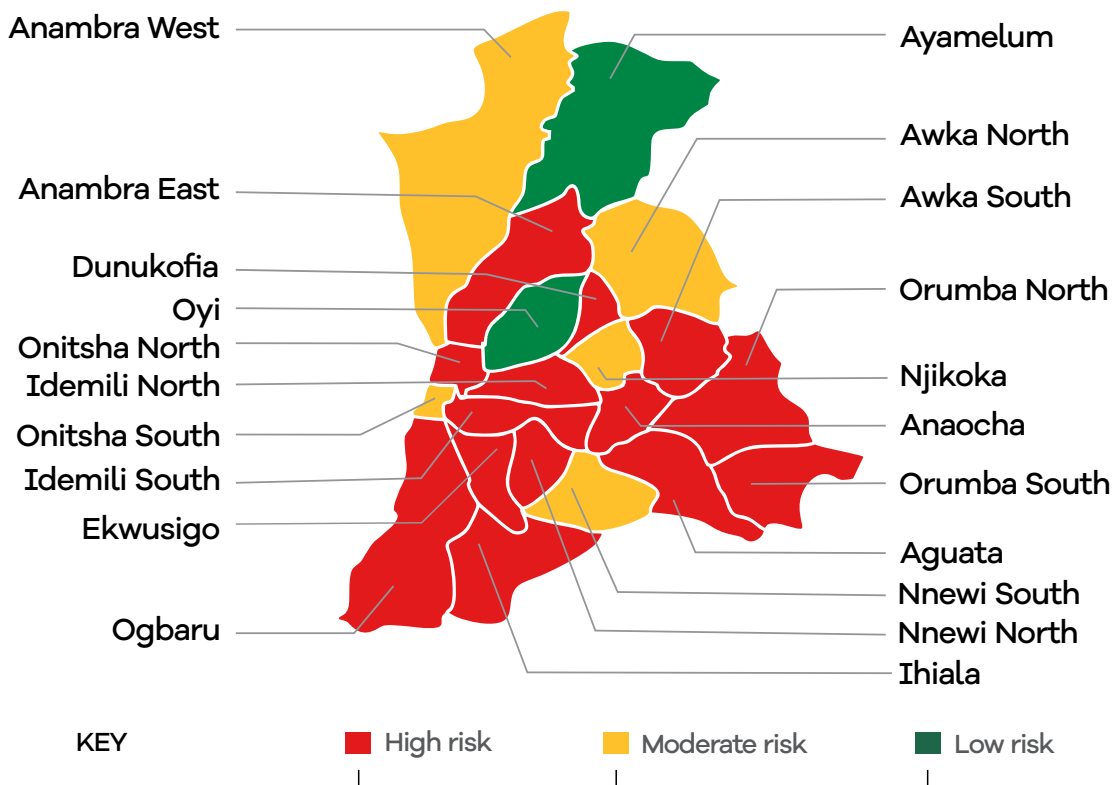 Anambra West
Ayamelum
Awka North
Anambra East
Awka South
Dunukofia
Orumba North
Oyi
Onitsha North
Njikoka
Idemili North
Anaocha
Onitsha South
Idemili South
Orumba South
Ekwusigo
Aguata
Nnewi South
Ogbaru
Nnewi North
Ihiala
KEY
High risk
Moderate risk
Low risk